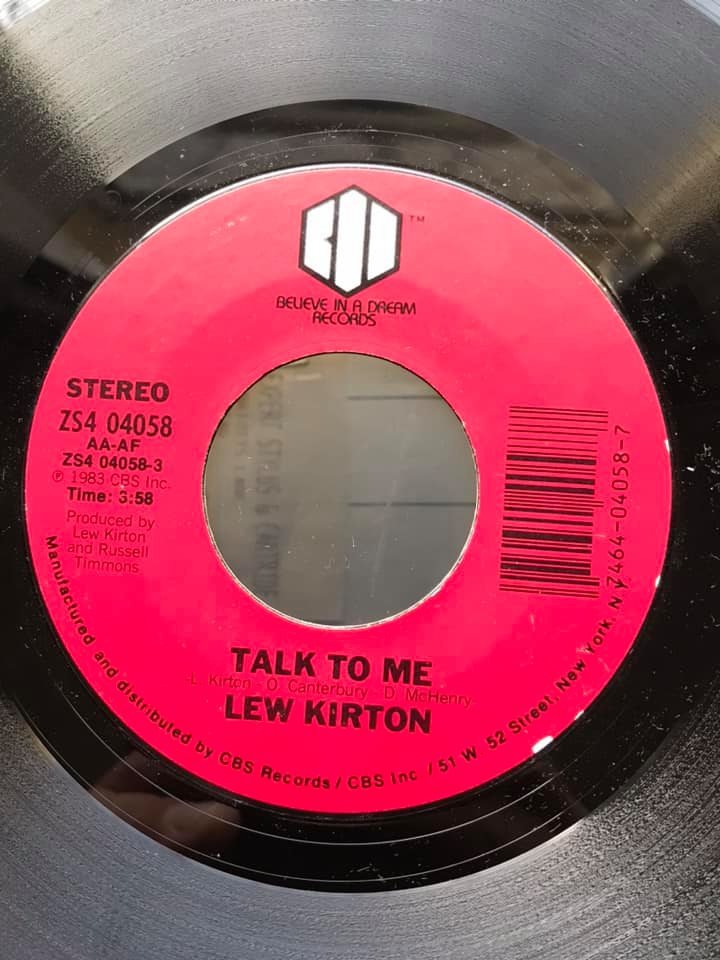 BID
™
BELIEVE IN A DREAM
RECORDS
STEREO
ZS4 04058
AA-AF
ZS4 04058-3
℗ 1983 CBS Inc.
Time: 3:58
Produced by
Lew Kirton
and Russell
Timmons
7464-04058-7
TALK TO ME
-L. Kirton - O. Canterbury - D. McHenry-
LEW KIRTON
Manufactured and distributed by CBS Records / CBS Inc / 51 W 52 Street, New York, N.Y.